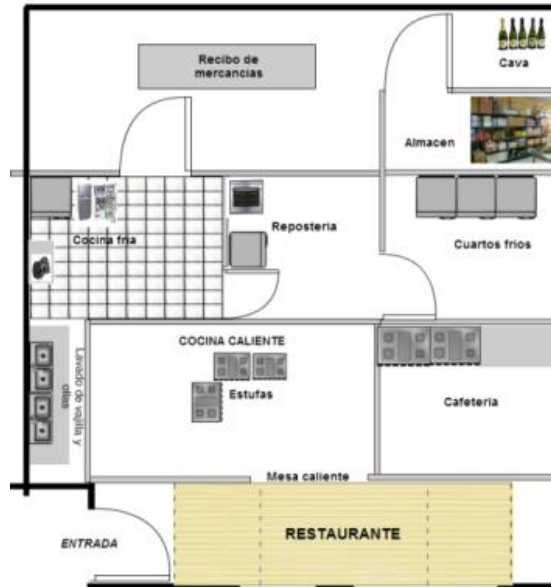 Recibo de
mercancias
Cava
Almacen
Cocina fria
Reposteria
Cuartos frios
COCINA CALIENTE
Estufas
Lavado de vajilla y
ollas
Cafeteria
Mesa caliente
RESTAURANTE
ENTRADA